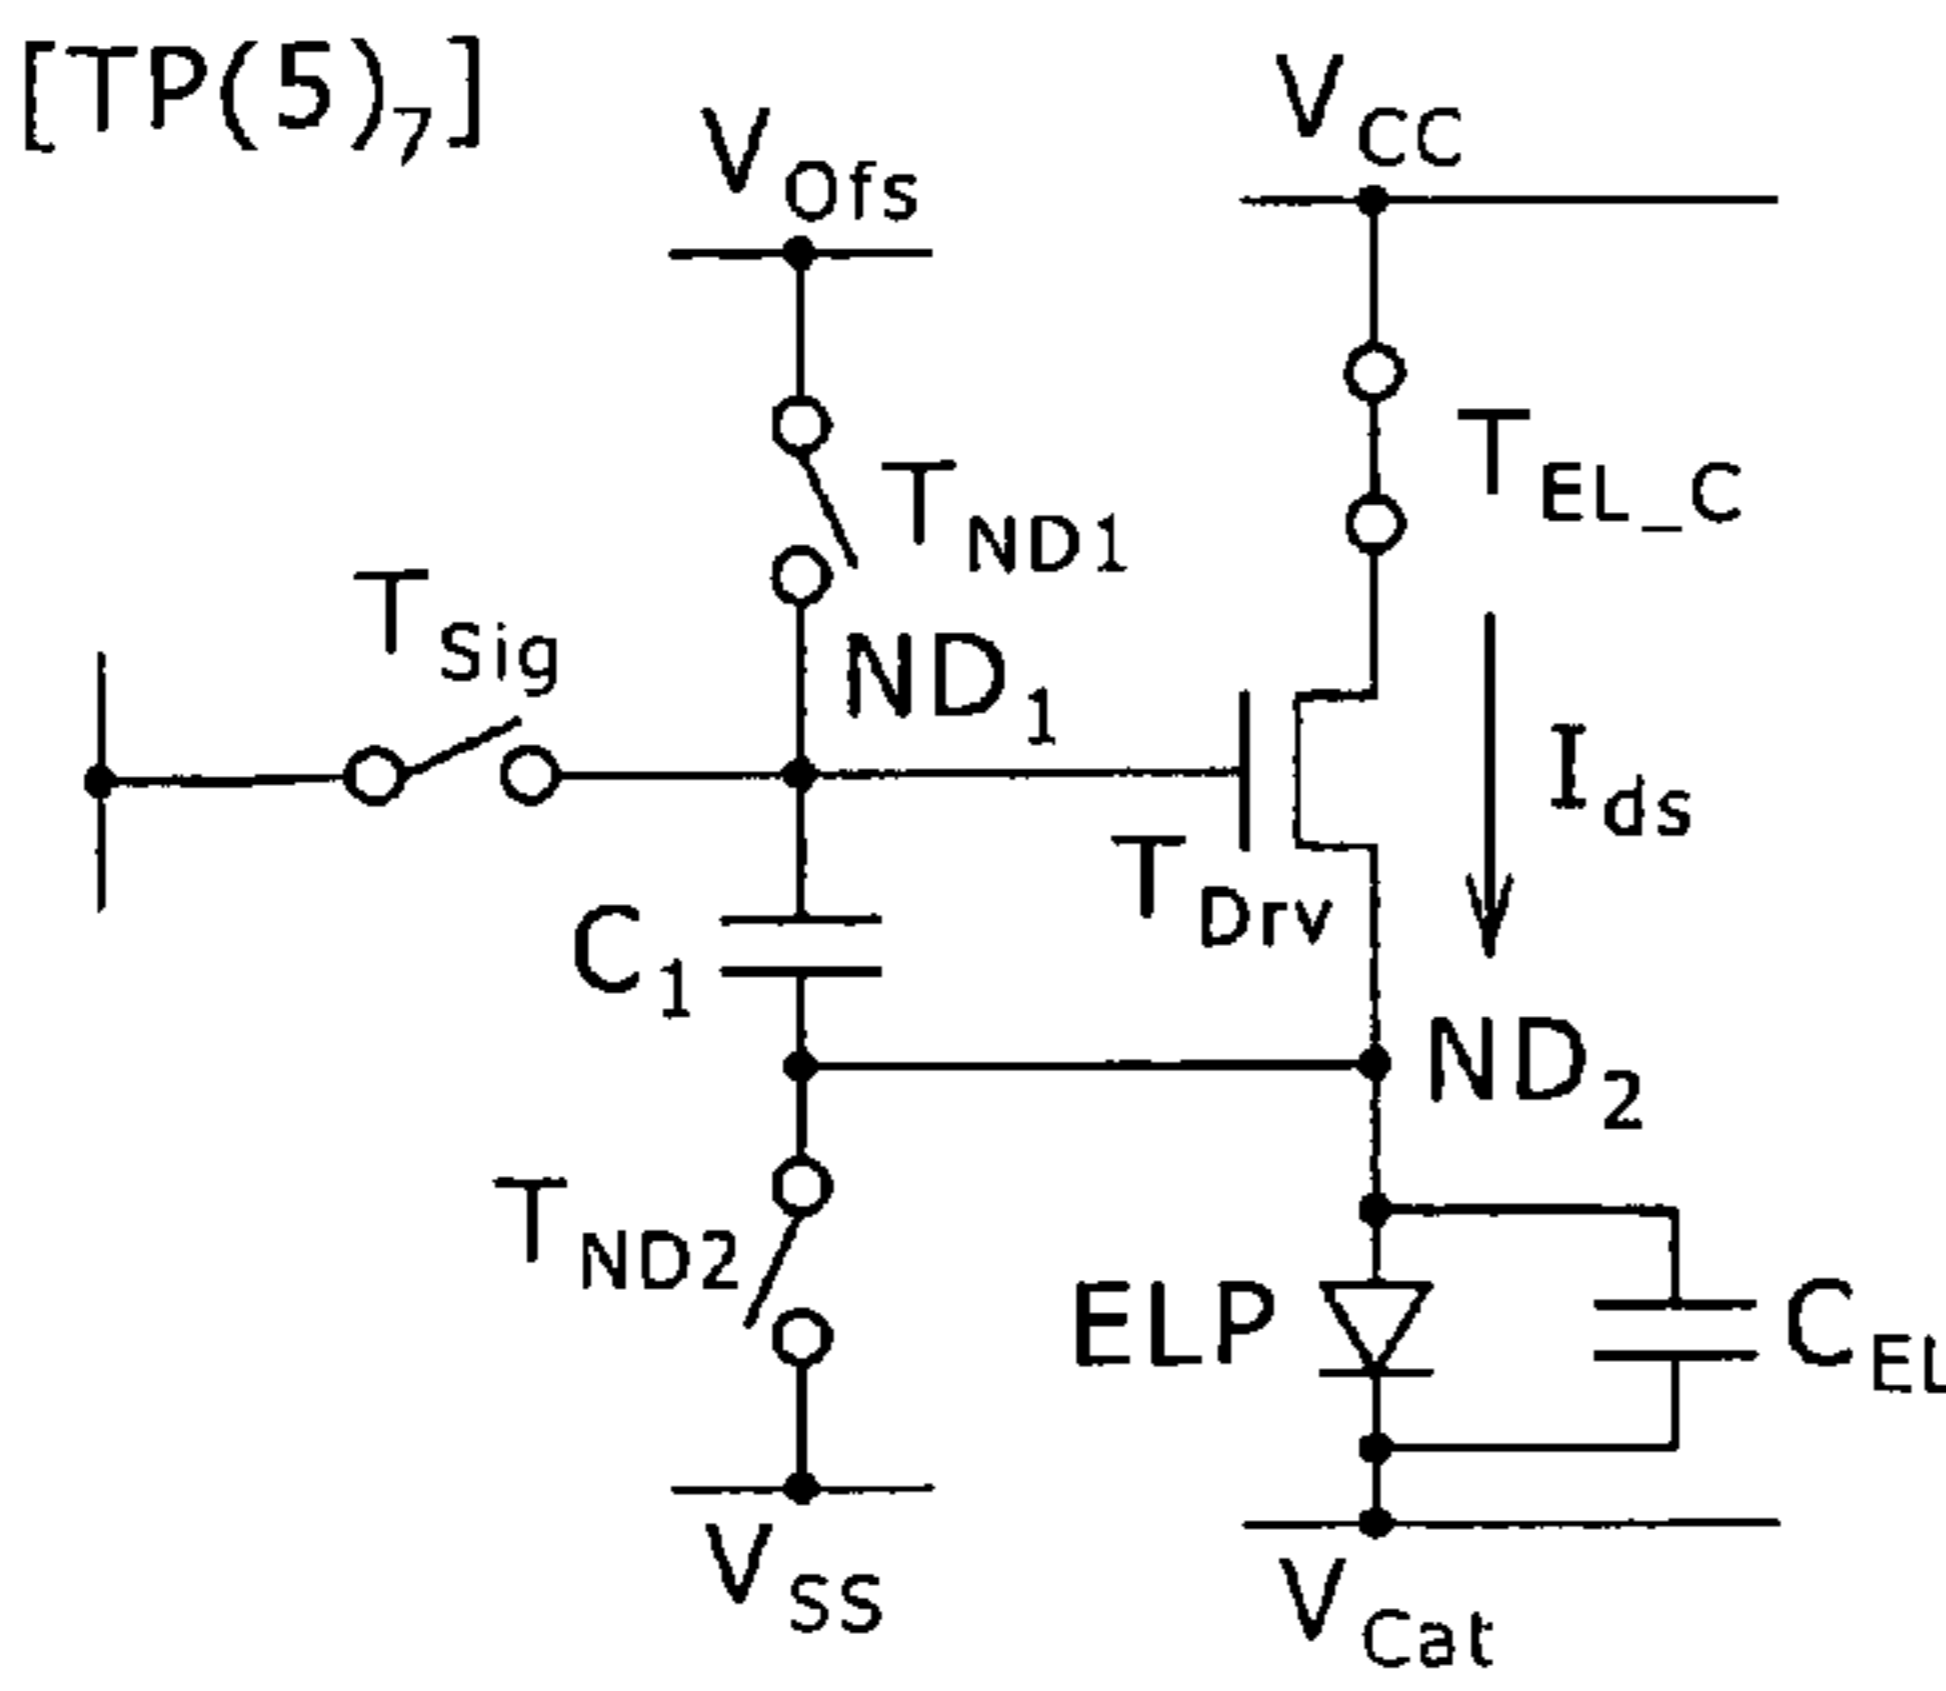 [TP(5)7]
VOfs
VCC
TND1
TEL_C
TSig
ND1
Ids
TDrv
C1
ND2
TND2
ELP
CEL
VSS
VCat